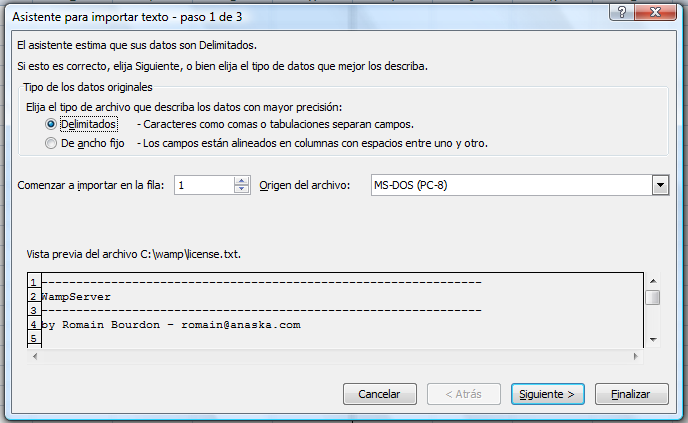 Asistente para importar texto - paso 1 de 3
El asistente estima que sus datos son Delimitados.
Si esto es correcto, elija Siguiente, o bien elija el tipo de datos que mejor los describa.
Tipo de los datos originales
Elija el tipo de archivo que describa los datos con mayor precisión:
Delimitados - Caracteres como comas o tabulaciones separan campos.
De ancho fijo - Los campos están alineados en columnas con espacios entre uno y otro.
Comenzar a importar en la fila: 1 Origen del archivo: MS-DOS (PC-8)
Vista previa del archivo C:\wamp\license.txt.
1 ------------------------------------------------------------------
2 WampServer
3 ------------------------------------------------------------------
4 by Romain Bourdon - romain@anaska.com
5
Cancelar < Atrás Siguiente > Finalizar